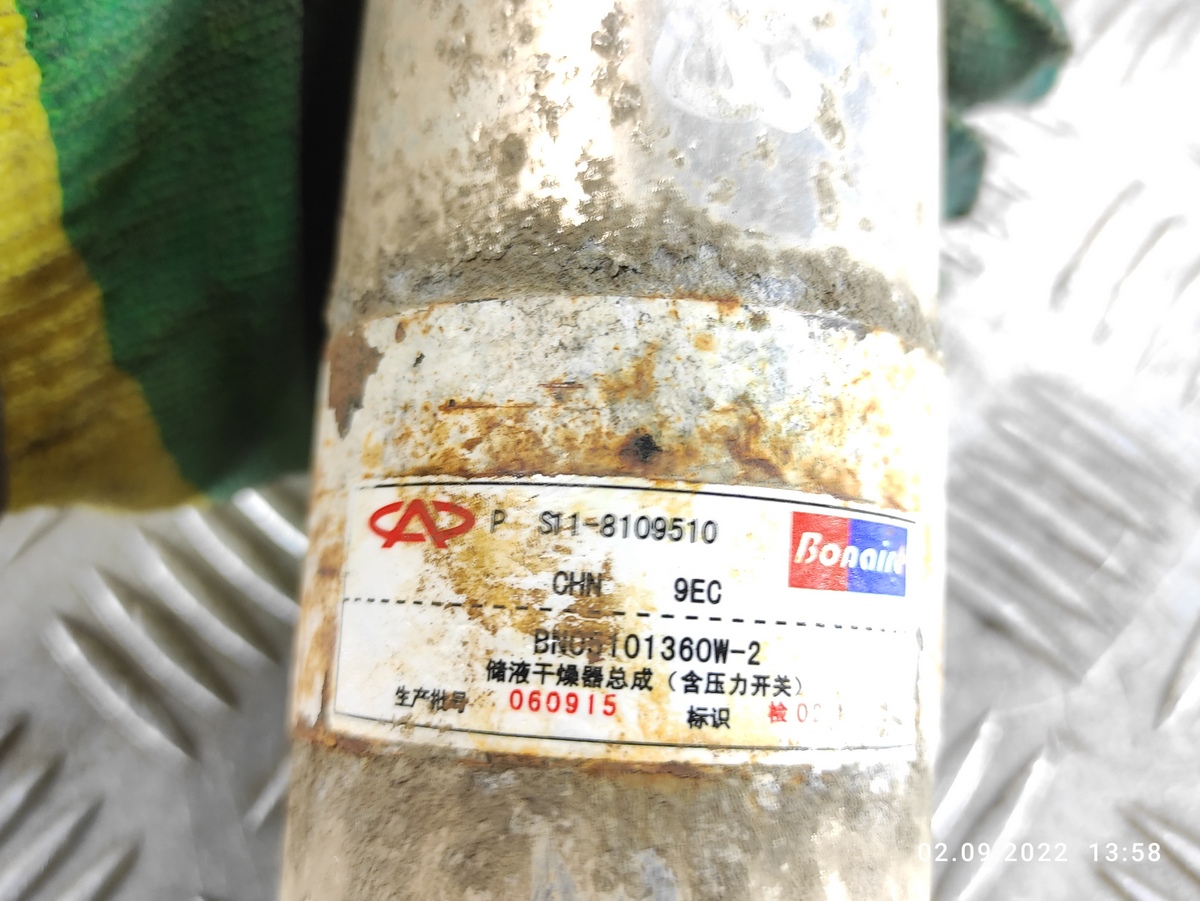 P S11-8109510
Bonaire
CHN 9EC
BN05101360W-2
储液干燥器总成（含压力开关）
生产批号 060915 标识 检
02.09.2022 13:58